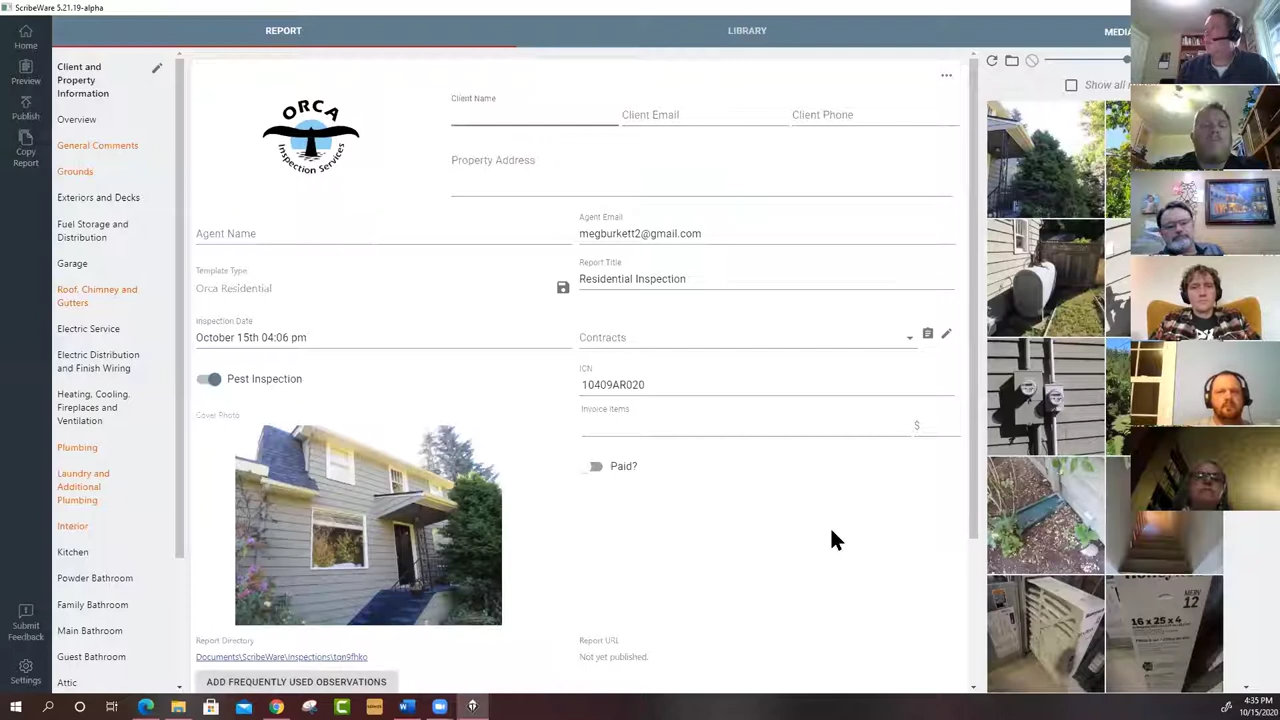 ScribeWare 5.21.19-alpha
REPORT
LIBRARY
MEDIA
Home
Preview
Publish
Copy
Report
Submit
Feedback
Settings
Client and
Property
Information
Overview
General Comments
Grounds
Exteriors and Decks
Fuel Storage and
Distribution
Garage
Roof, Chimney and
Gutters
Electric Service
Electric Distribution
and Finish Wiring
Heating, Cooling,
Fireplaces and
Ventilation
Plumbing
Laundry and
Additional
Plumbing
Interior
Kitchen
Powder Bathroom
Family Bathroom
Main Bathroom
Guest Bathroom
Attic
ORCA
Inspection Services
Client Name
Client Email
Client Phone
Property Address
Agent Name
Agent Email
megburkett2@gmail.com
Template Type
Orca Residential
Report Title
Residential Inspection
Inspection Date
October 15th 04:06 pm
Contracts
Pest Inspection
ICN
10409AR020
Cover Photo
Invoice Items
$
Paid?
Report Directory
Documents\ScribeWare\Inspections\tqn9fhko
Report URL
Not yet published.
ADD FREQUENTLY USED OBSERVATIONS
Show all
MERV
12
16 x 25 x 4
4:35 PM
10/15/2020